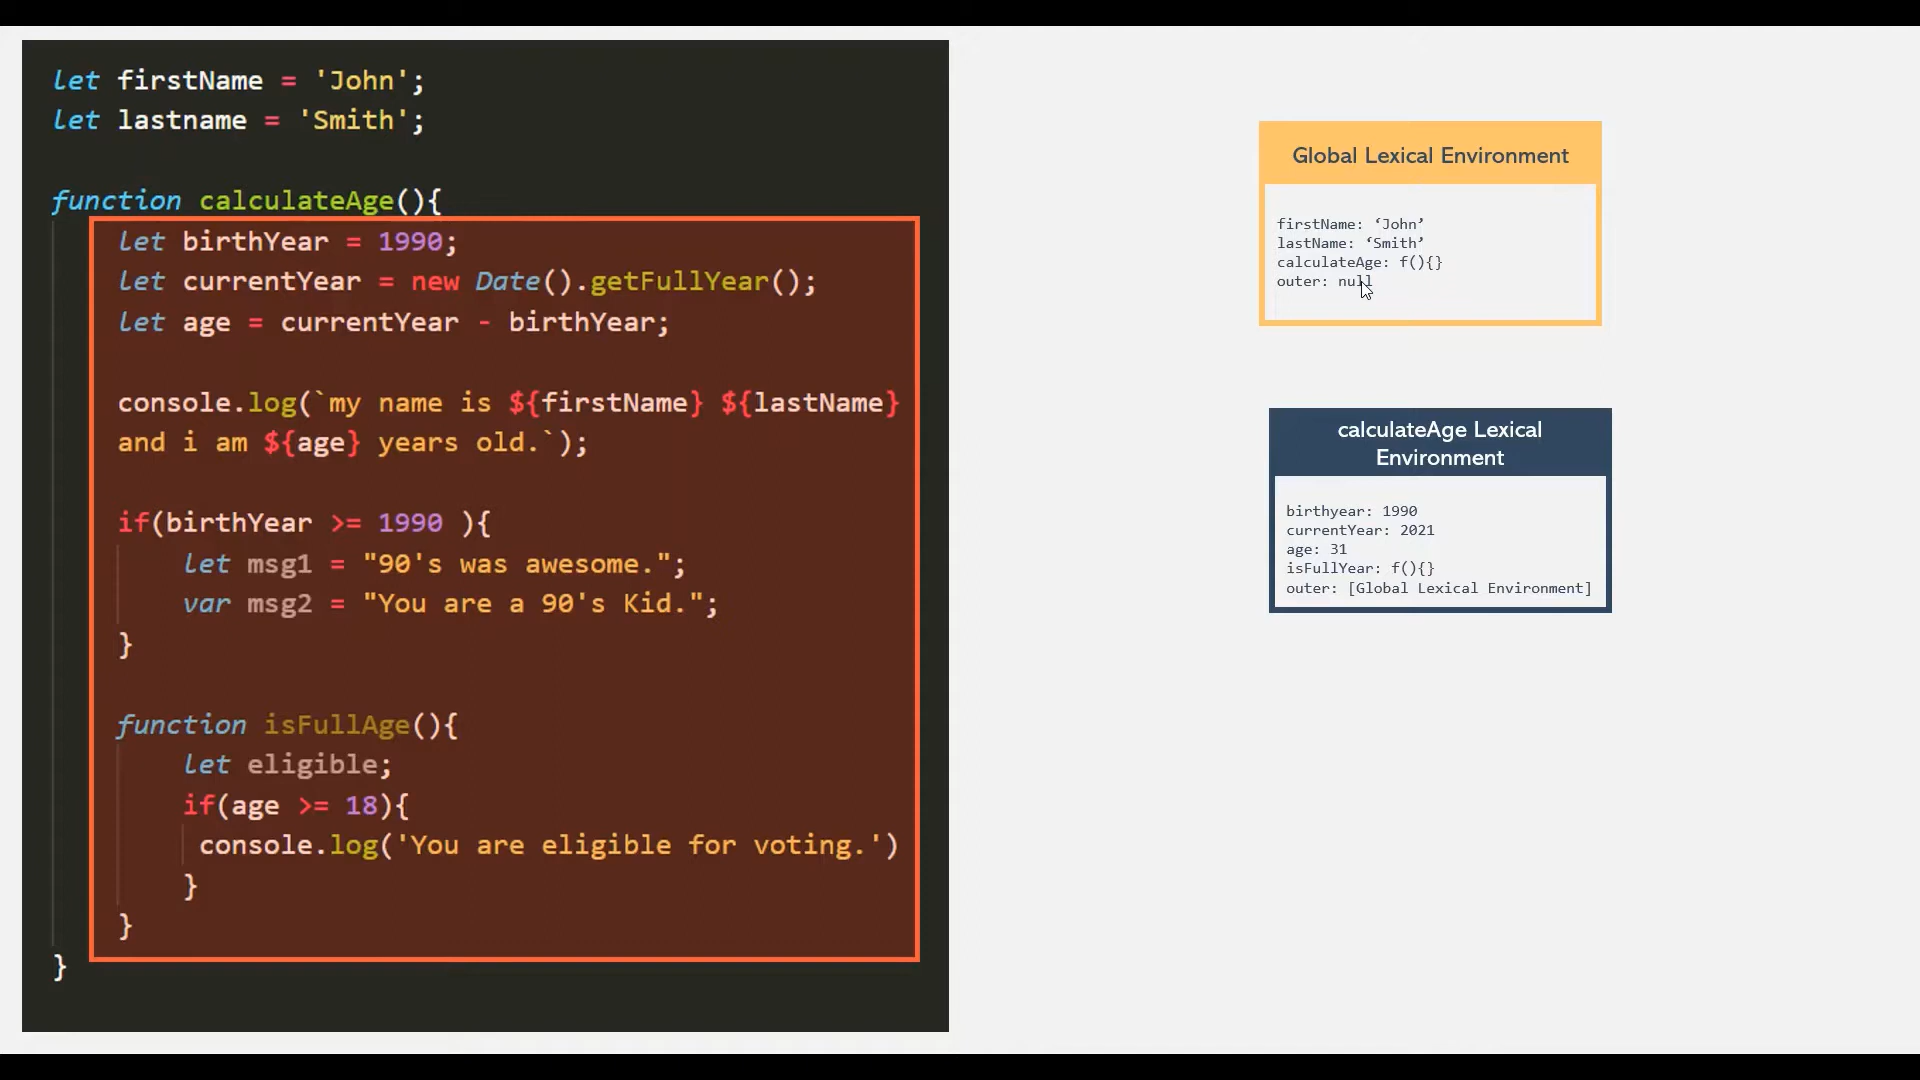 let firstName = 'John';
let lastname = 'Smith';
function calculateAge(){
let birthYear = 1990;
let currentYear = new Date().getFullYear();
let age = currentYear - birthYear;
console.log(`my name is ${firstName} ${lastName}
and i am ${age} years old.`);
if(birthYear >= 1990 ){
let msg1 = "90's was awesome.";
var msg2 = "You are a 90's Kid.";
}
function isFullAge(){
let eligible;
if(age >= 18){
console.log('You are eligible for voting.')
}
}
}
Global Lexical Environment
firstName: ‘John’
lastName: ‘Smith’
calculateAge: f(){}
outer: null
calculateAge Lexical
Environment
birthyear: 1990
currentYear: 2021
age: 31
isFullYear: f(){}
outer: [Global Lexical Environment]